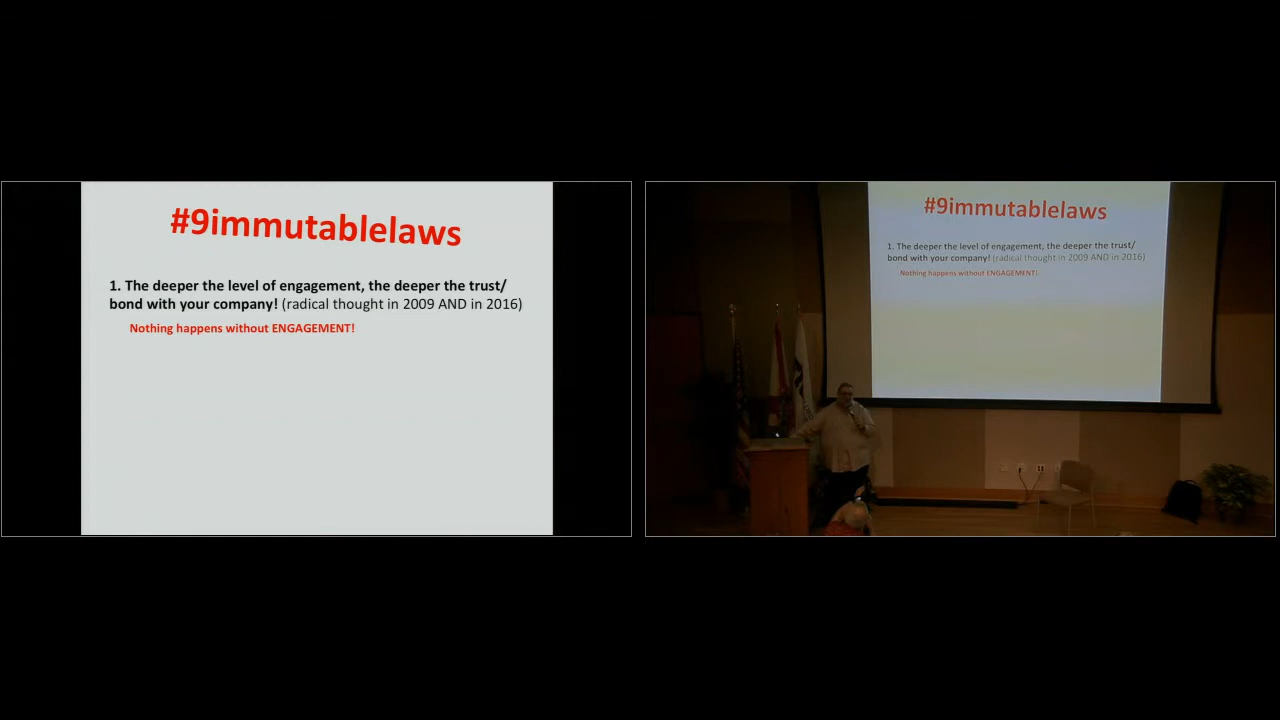 #9immutablelaws
1. The deeper the level of engagement, the deeper the trust/
bond with your company! (radical thought in 2009 AND in 2016)
Nothing happens without ENGAGEMENT!
#9immutablelaws
1. The deeper the level of engagement, the deeper the trust/
bond with your company! (radical thought in 2009 AND in 2016)
Nothing happens without ENGAGEMENT!